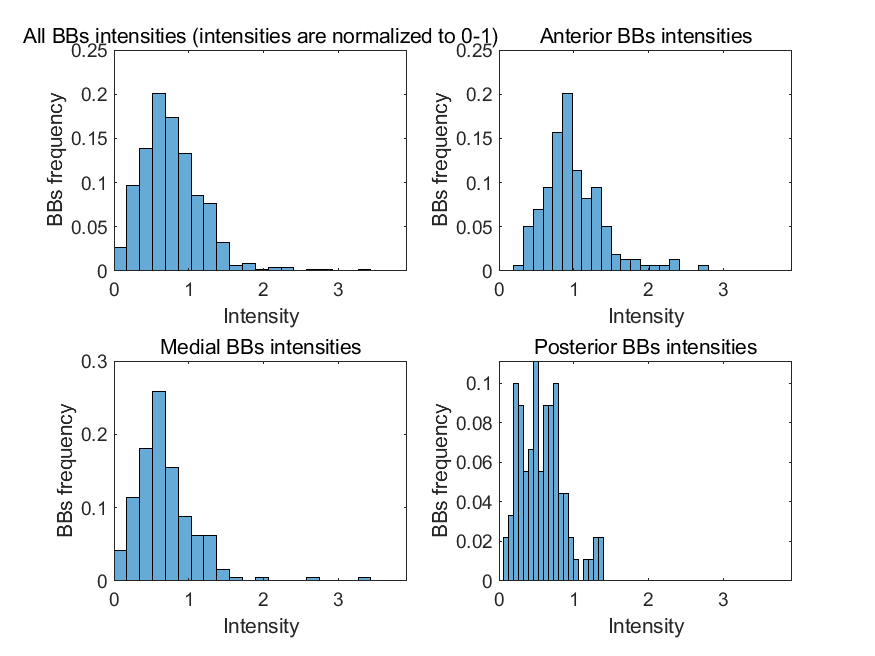 All BBs intensities (intensities are normalized to 0-1)
0.25
0.2
0.15
0.1
0.05
0
BBs frequency
0 1 2 3
Intensity
Anterior BBs intensities
0.25
0.2
0.15
0.1
0.05
0
BBs frequency
0 1 2 3
Intensity
Medial BBs intensities
0.3
0.2
0.1
0
BBs frequency
0 1 2 3
Intensity
Posterior BBs intensities
0.1
0.08
0.06
0.04
0.02
0
BBs frequency
0 1 2 3
Intensity